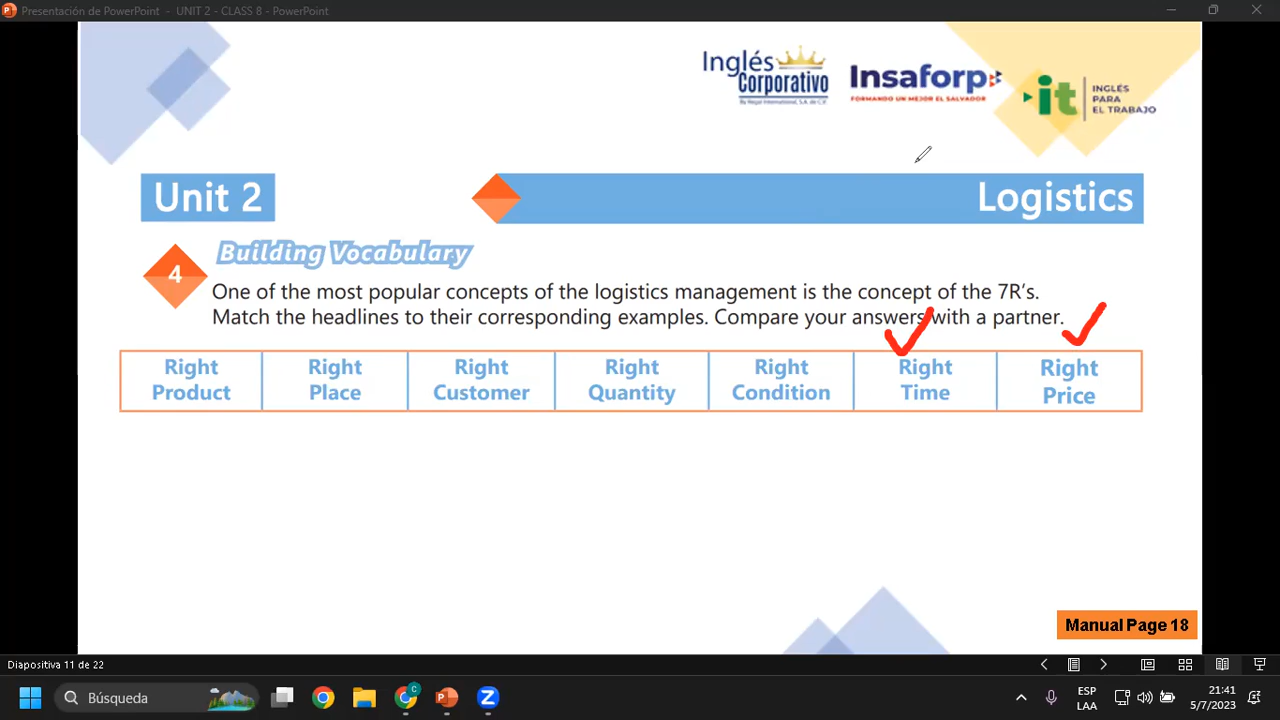 Presentación de PowerPoint - UNIT 2 - CLASS 8 - PowerPoint
Inglés
Corporativo
By Regal International, S.A. de C.V.
Insaforp
FORMANDO UN MEJOR EL SALVADOR
it
INGLÉS
PARA
EL TRABAJO
Unit 2
Logistics
4
Building Vocabulary
One of the most popular concepts of the logistics management is the concept of the 7R's.
Match the headlines to their corresponding examples. Compare your answers with a partner.
Right Product
Right Place
Right Customer
Right Quantity
Right Condition
Right Time
Right Price
Manual Page 18
Diapositiva 11 de 22
Búsqueda
C
ESP
LAA
21:41
5/7/2023